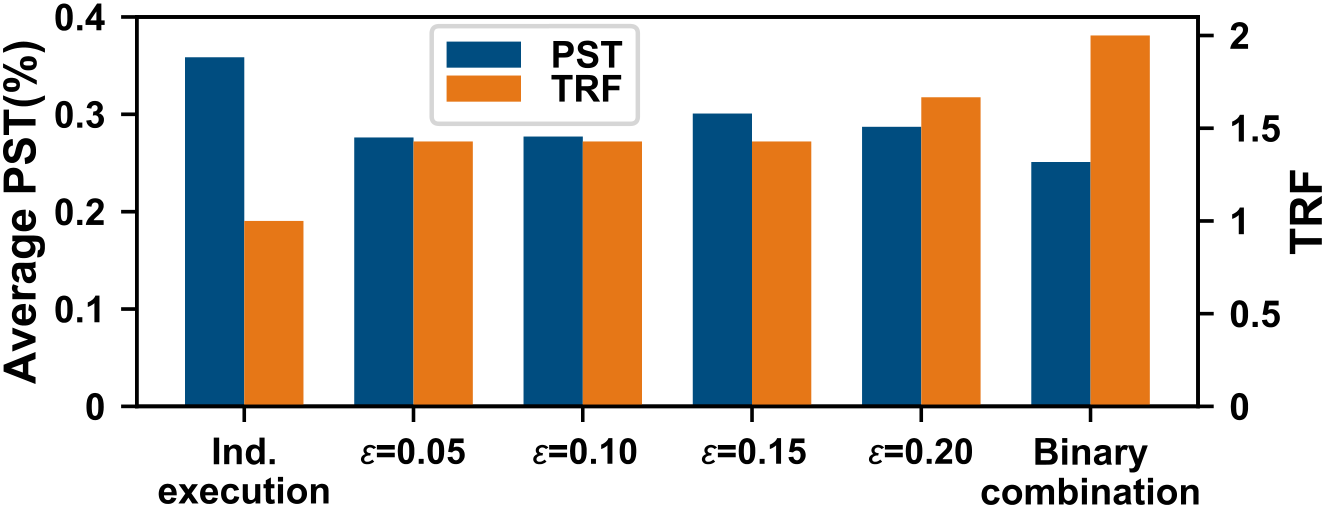 Average PST(%)
0.4
0.3
0.2
0.1
0
PST
TRF
2
1.5
1
0.5
0
TRF
Ind.
execution
ε=0.05
ε=0.10
ε=0.15
ε=0.20
Binary
combination